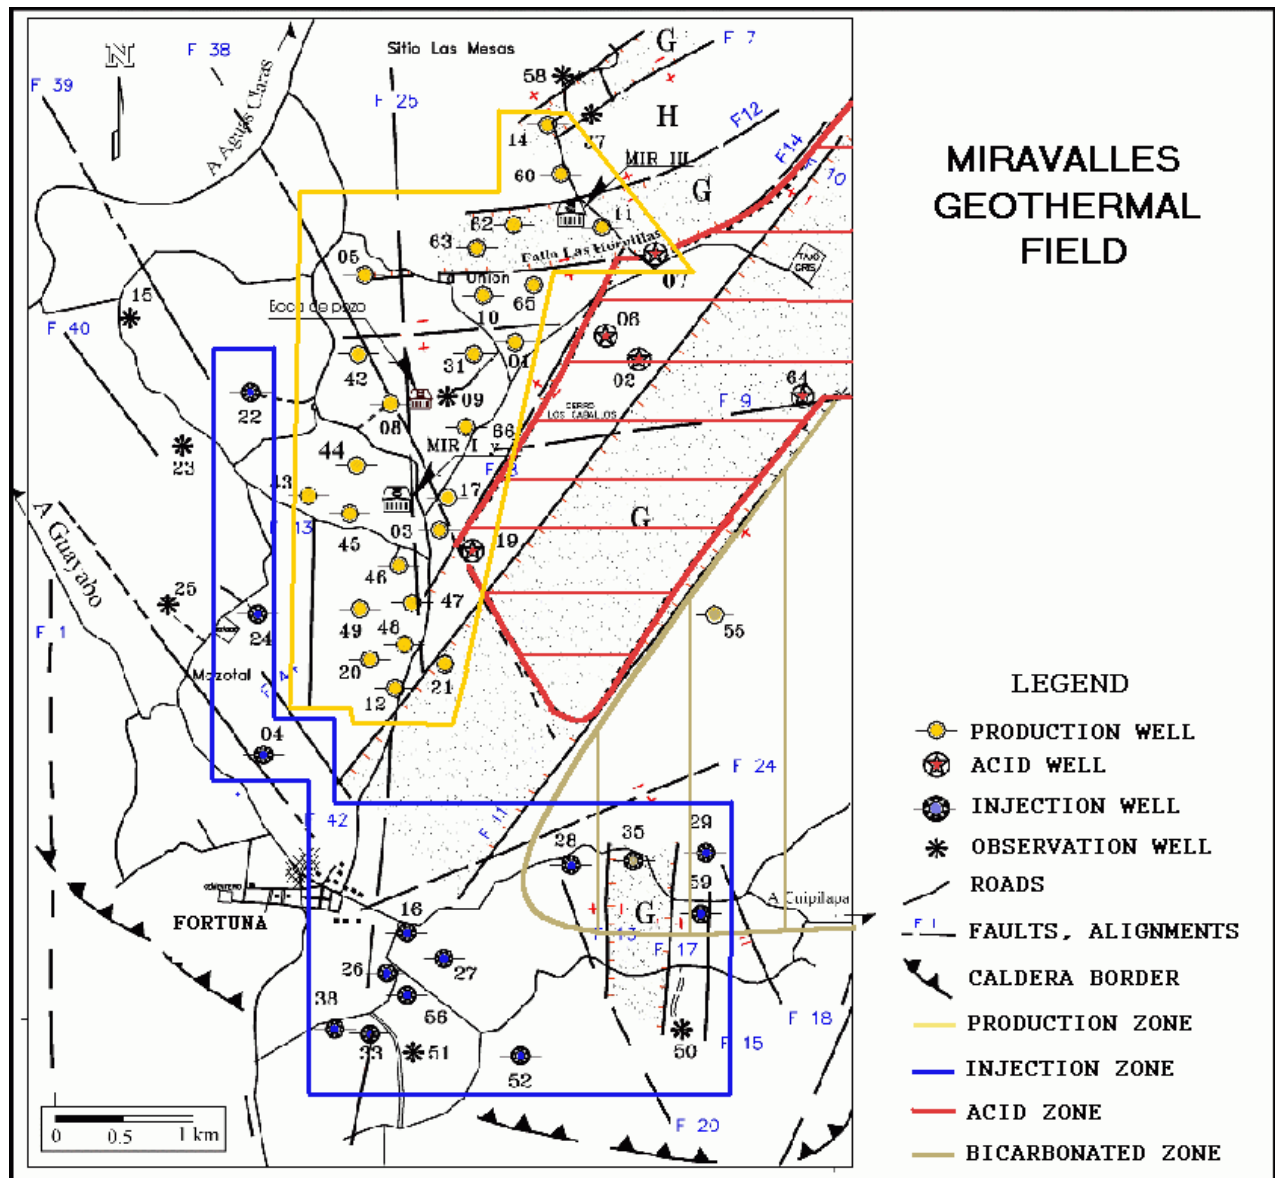 MIRAVALLES
GEOTHERMAL
FIELD
N
F 38
Sitio Las Mesas
G
F 7
F 39
A Aguas Claras
F 25
58
37
H
F12
14
MIR III
F14
10
60
G
62
11
63
Falla Las Hornillas
05
Union
07
15
Boca de pozo
65
10
F 40
06
01
31
42
02
64
22
09
08
CERRO
LOS CABALLOS
F 9
66
MIR I y
23
44
43
17
G
45
03
19
A Guayabo
46
25
47
F 1
24
49
48
55
Mozotal
20
21
12
04
F 24
F 42
F 11
28
35
29
59
A Cuipilapa
FORTUNA
16
G
F 13
F 17
26
27
38
56
F 18
33
51
52
50
F 15
F 20
0 0.5 1 km
LEGEND
PRODUCTION WELL
ACID WELL
INJECTION WELL
OBSERVATION WELL
ROADS
F 1
FAULTS, ALIGNMENTS
CALDERA BORDER
PRODUCTION ZONE
INJECTION ZONE
ACID ZONE
BICARBONATED ZONE